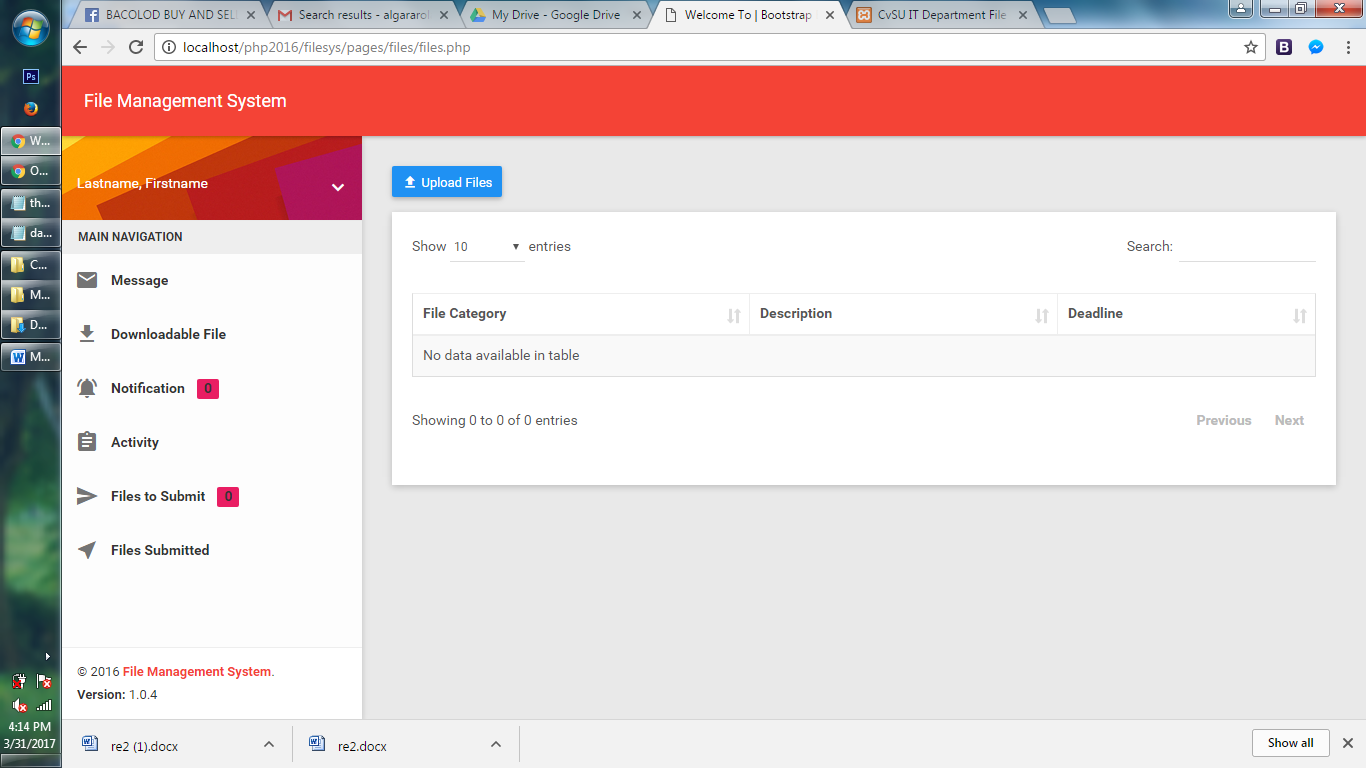 BACOLOD BUY AND SEL
Search results - algararol
My Drive - Google Drive
Welcome To | Bootstrap
CvSU IT Department File
localhost/php2016/filesys/pages/files/files.php
B
Ps
W...
O...
th...
da...
C...
M...
D...
M...
4:14 PM
3/31/2017
File Management System
Lastname, Firstname
MAIN NAVIGATION
Message
Downloadable File
Notification 0
Activity
Files to Submit 0
Files Submitted
© 2016 File Management System.
Version: 1.0.4
Upload Files
Show 10 entries
Search:
File Category Description Deadline
No data available in table
Showing 0 to 0 of 0 entries
Previous Next
re2 (1).docx
re2.docx
Show all